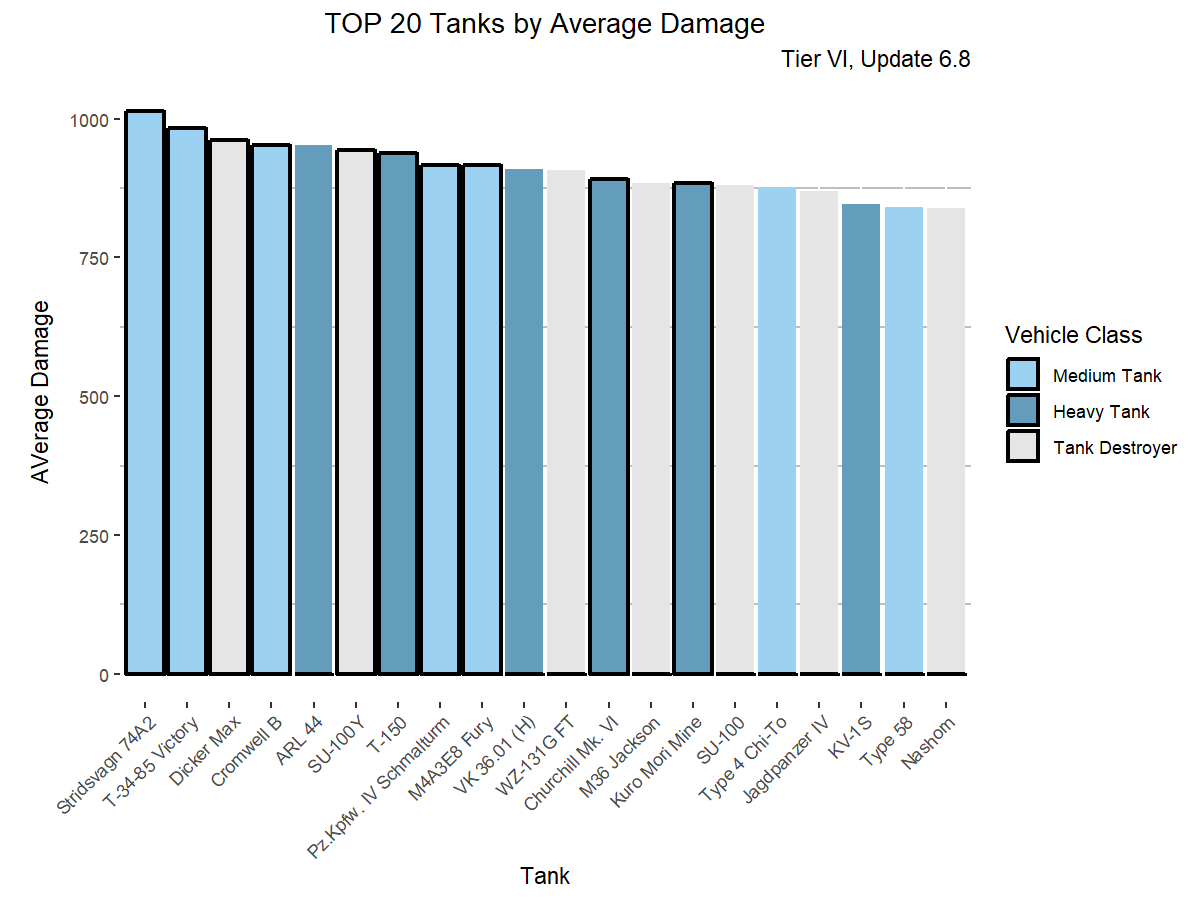 TOP 20 Tanks by Average Damage
Tier VI, Update 6.8
AVerage Damage
1000
750
500
250
0
Stridsvagn 74A2
T-34-85 Victory
Dicker Max
Cromwell B
ARL 44
SU-100Y
T-150
Pz.Kpfw. IV Schmalturm
M4A3E8 Fury
VK 36.01 (H)
WZ-131G FT
Churchill Mk. VI
M36 Jackson
Kuro Mori Mine
SU-100
Type 4 Chi-To
Jagdpanzer IV
KV-1S
Type 58
Nashorn
Tank
Vehicle Class
Medium Tank
Heavy Tank
Tank Destroyer